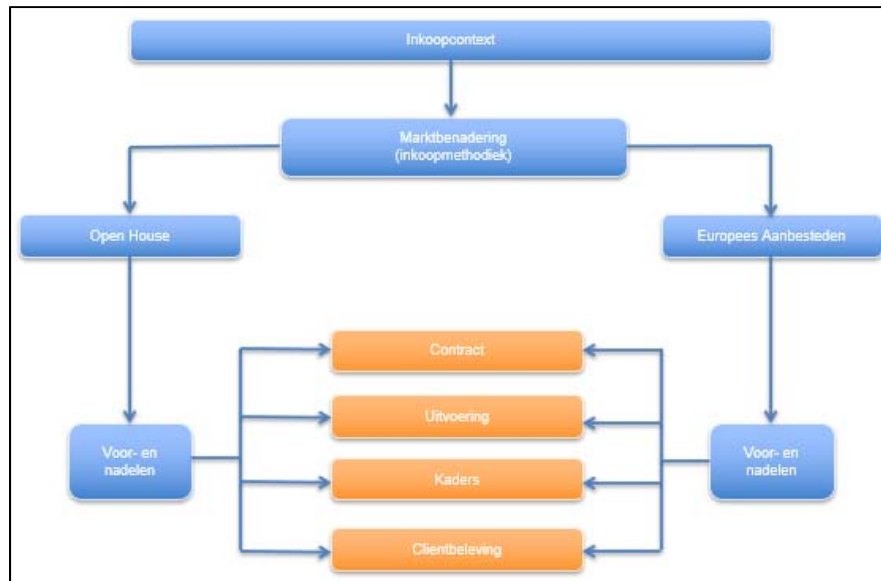 Inkoopcontext
Marktbenadering
(inkoopmethodiek)
Open House
Europees Aanbesteden
Contract
Uitvoering
Voor- en
nadelen
Voor- en
nadelen
Kaders
Clientbeleving